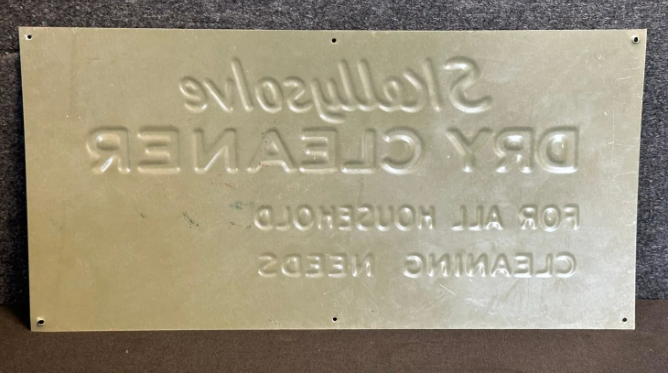 Skellysolve
DRY CLEANER
FOR ALL HOUSEHOLD
CLEANING NEEDS